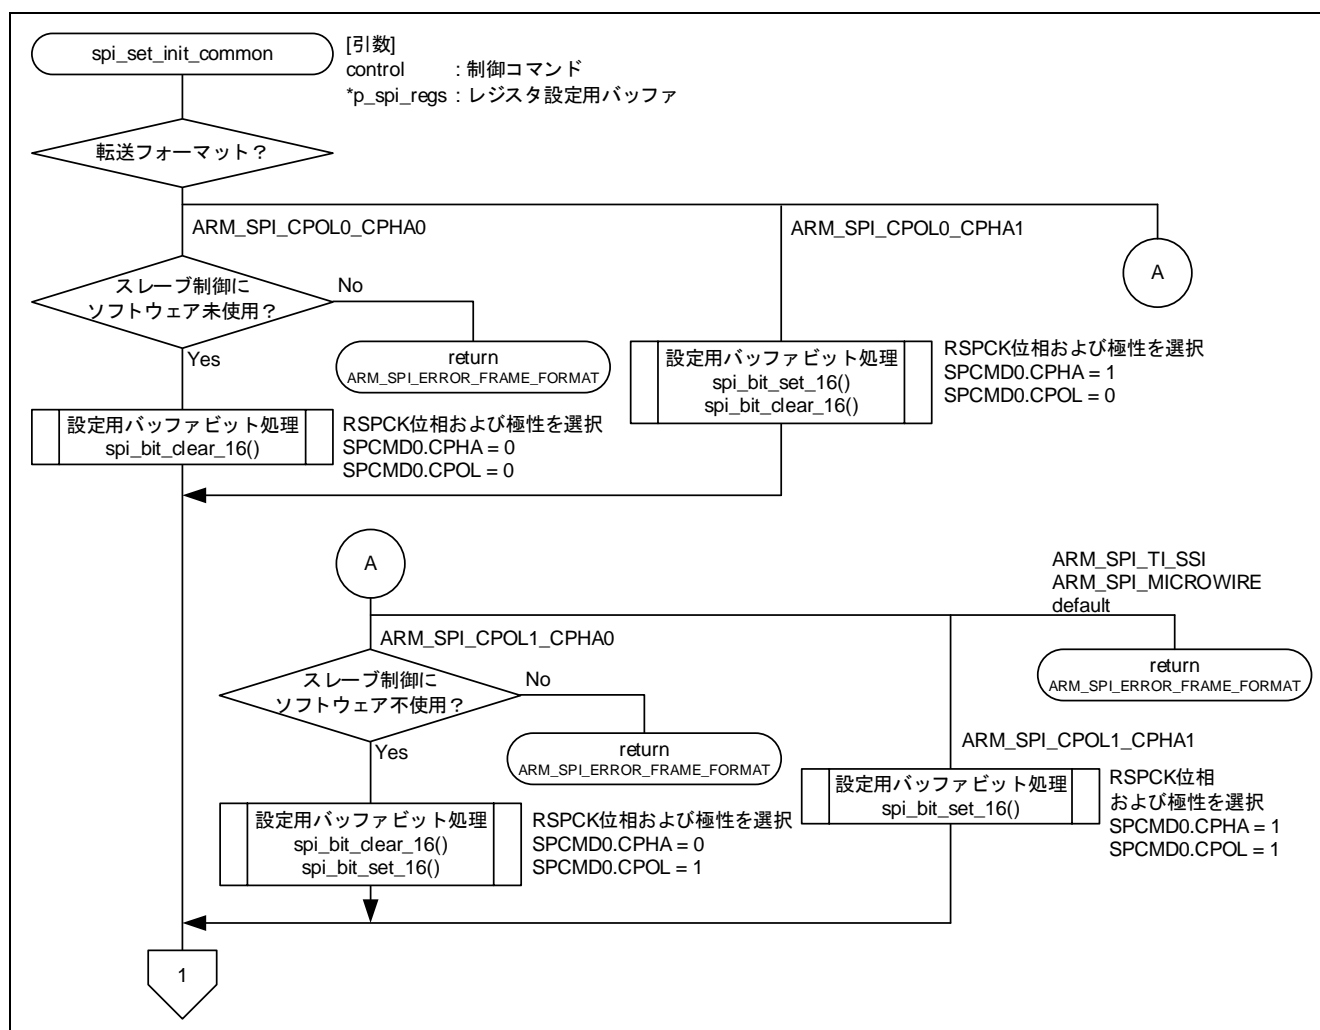 spi_set_init_common
[引数]
control : 制御コマンド
*p_spi_regs : レジスタ設定用バッファ
転送フォーマット？
ARM_SPI_CPOL0_CPHA0
ARM_SPI_CPOL0_CPHA1
A
スレーブ制御に
ソフトウェア未使用？
No
Yes
return
ARM_SPI_ERROR_FRAME_FORMAT
設定用バッファビット処理
spi_bit_set_16()
spi_bit_clear_16()
RSPCK位相および極性を選択
SPCMD0.CPHA = 1
SPCMD0.CPOL = 0
設定用バッファビット処理
spi_bit_clear_16()
RSPCK位相および極性を選択
SPCMD0.CPHA = 0
SPCMD0.CPOL = 0
A
ARM_SPI_TI_SSI
ARM_SPI_MICROWIRE
default
ARM_SPI_CPOL1_CPHA0
return
ARM_SPI_ERROR_FRAME_FORMAT
スレーブ制御に
ソフトウェア不使用？
No
Yes
return
ARM_SPI_ERROR_FRAME_FORMAT
ARM_SPI_CPOL1_CPHA1
設定用バッファビット処理
spi_bit_set_16()
RSPCK位相
および極性を選択
SPCMD0.CPHA = 1
SPCMD0.CPOL = 1
設定用バッファビット処理
spi_bit_clear_16()
spi_bit_set_16()
RSPCK位相および極性を選択
SPCMD0.CPHA = 0
SPCMD0.CPOL = 1
1